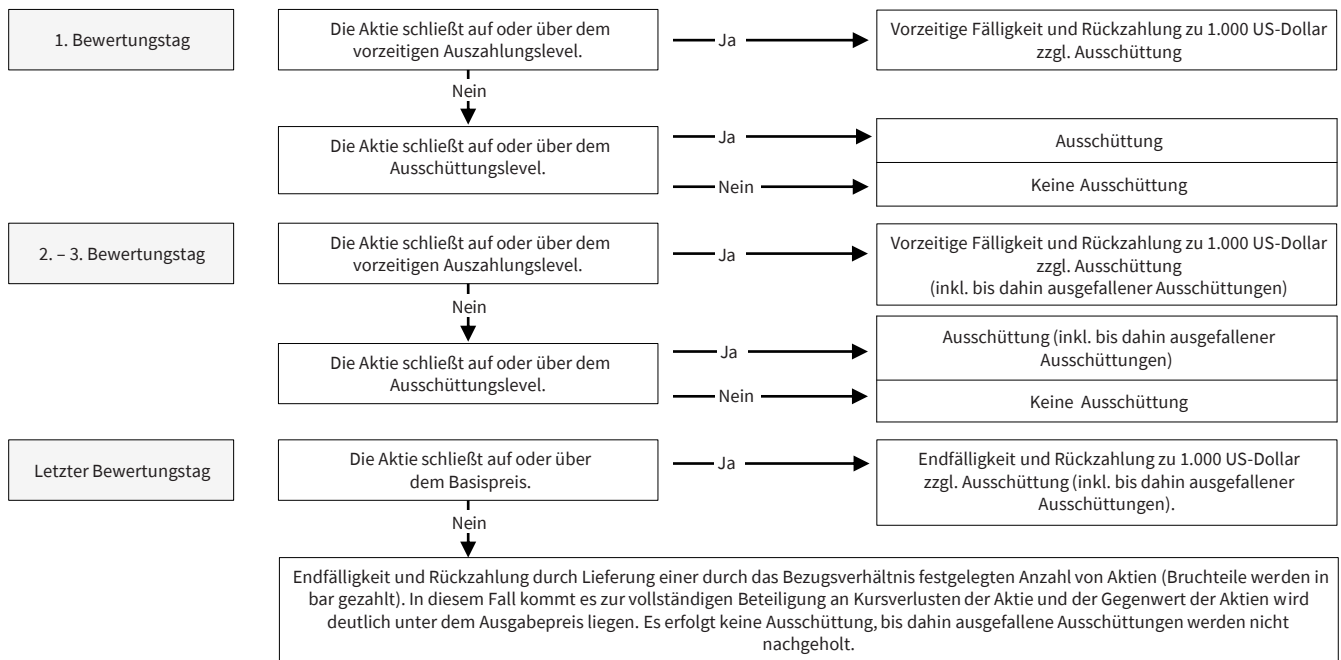 1. Bewertungstag
Die Aktie schließt auf oder über dem
vorzeitigen Auszahlungslevel.
Ja
Vorzeitige Fälligkeit und Rückzahlung zu 1.000 US-Dollar
zzgl. Ausschüttung
Nein
Die Aktie schließt auf oder über dem
Ausschüttungslevel.
Ja
Ausschüttung
Nein
Keine Ausschüttung
2. – 3. Bewertungstag
Die Aktie schließt auf oder über dem
vorzeitigen Auszahlungslevel.
Ja
Vorzeitige Fälligkeit und Rückzahlung zu 1.000 US-Dollar
zzgl. Ausschüttung
(inkl. bis dahin ausgefallener Ausschüttungen)
Nein
Die Aktie schließt auf oder über dem
Ausschüttungslevel.
Ja
Ausschüttung (inkl. bis dahin ausgefallener
Ausschüttungen)
Nein
Keine Ausschüttung
Letzter Bewertungstag
Die Aktie schließt auf oder über
dem Basispreis.
Ja
Endfälligkeit und Rückzahlung zu 1.000 US-Dollar
zzgl. Ausschüttung (inkl. bis dahin ausgefallener
Ausschüttungen).
Nein
Endfälligkeit und Rückzahlung durch Lieferung einer durch das Bezugsverhältnis festgelegten Anzahl von Aktien (Bruchteile werden in
bar gezahlt). In diesem Fall kommt es zur vollständigen Beteiligung an Kursverlusten der Aktie und der Gegenwert der Aktien wird
deutlich unter dem Ausgabepreis liegen. Es erfolgt keine Ausschüttung, bis dahin ausgefallene Ausschüttungen werden nicht
nachgeholt.